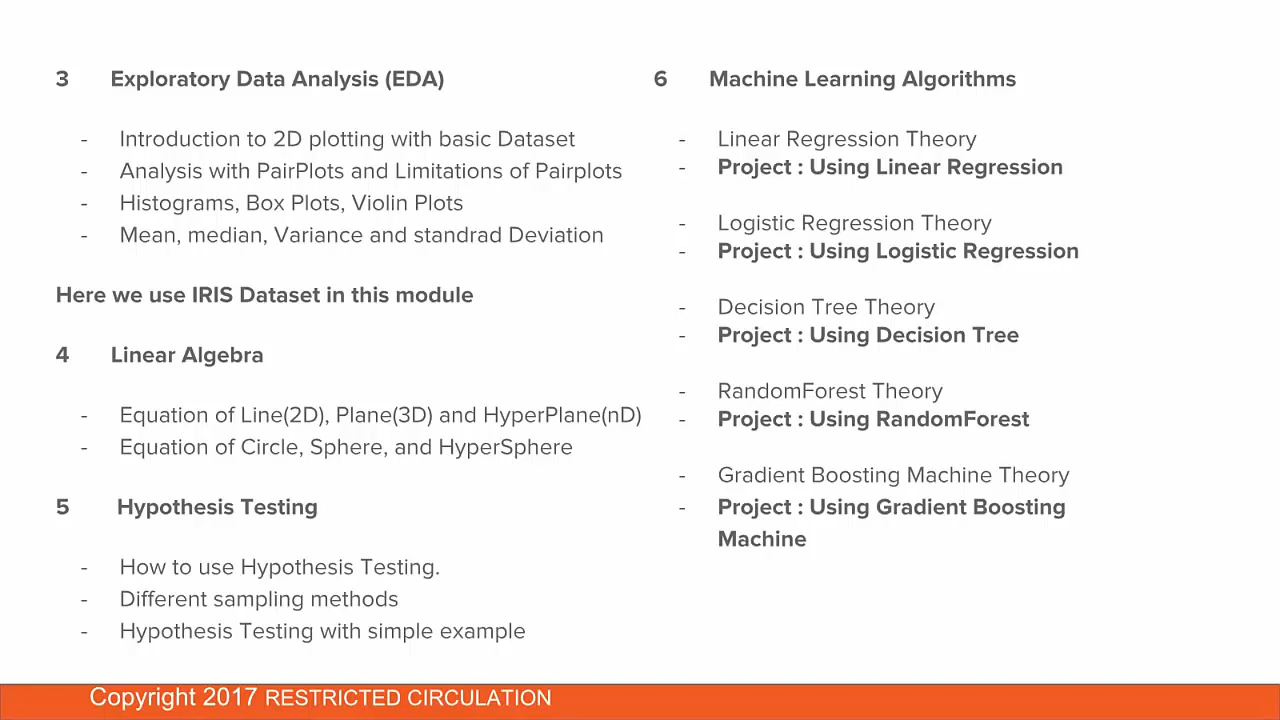 3 Exploratory Data Analysis (EDA)
- Introduction to 2D plotting with basic Dataset
- Analysis with PairPlots and Limitations of Pairplots
- Histograms, Box Plots, Violin Plots
- Mean, median, Variance and standrad Deviation
Here we use IRIS Dataset in this module
4 Linear Algebra
- Equation of Line(2D), Plane(3D) and HyperPlane(nD)
- Equation of Circle, Sphere, and HyperSphere
5 Hypothesis Testing
- How to use Hypothesis Testing.
- Different sampling methods
- Hypothesis Testing with simple example
6 Machine Learning Algorithms
- Linear Regression Theory
- Project : Using Linear Regression
- Logistic Regression Theory
- Project : Using Logistic Regression
- Decision Tree Theory
- Project : Using Decision Tree
- RandomForest Theory
- Project : Using RandomForest
- Gradient Boosting Machine Theory
- Project : Using Gradient Boosting
Machine
Copyright 2017 RESTRICTED CIRCULATION